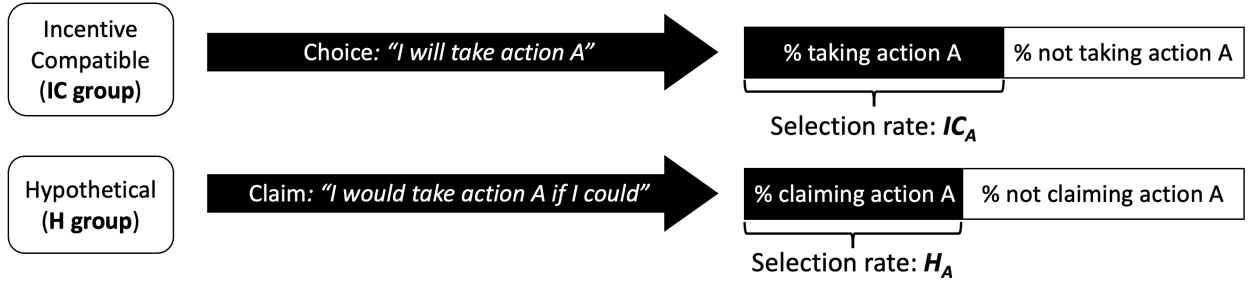 Incentive
Compatible
(IC group)
Choice: “I will take action A”
% taking action A
% not taking action A
Selection rate: IC_A
Hypothetical
(H group)
Claim: “I would take action A if I could”
% claiming action A
% not claiming action A
Selection rate: H_A